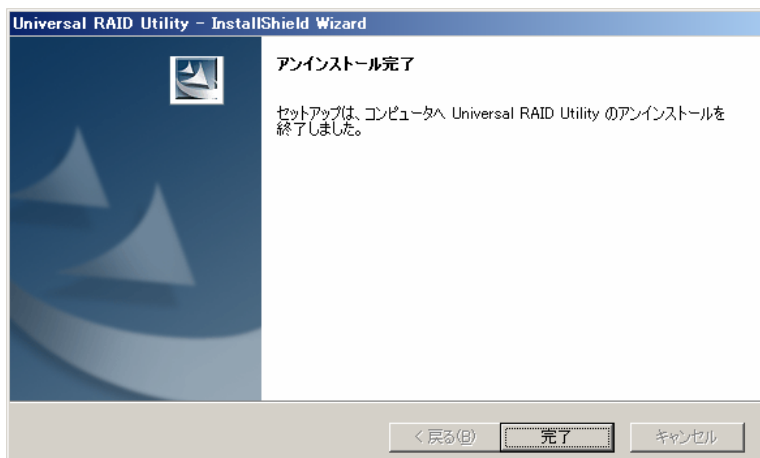 Universal RAID Utility - InstallShield Wizard
アンインストール完了
セットアップは、コンピュータへ Universal RAID Utility のアンインストールを
終了しました。
< 戻る(B)
完了
キャンセル